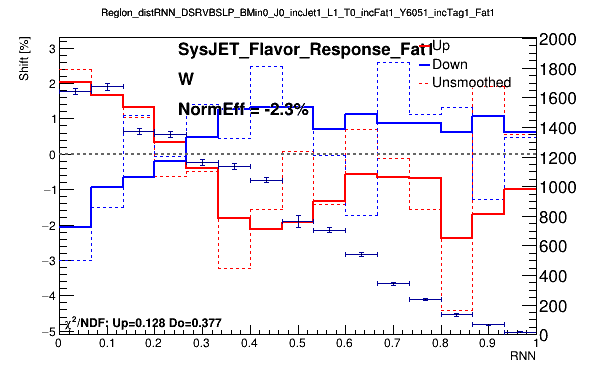 Region_distRNN_DSRVBSLP_BMin0_J0_incJet1_L1_T0_incFat1_Y6051_incTag1_Fat1
Shift [%]
3
2
1
0
−1
−2
−3
−4
−5
SysJET_Flavor_Response_Fat1
W
NormEff = -2.3%
Up
Down
Unsmoothed
2000
1800
1600
1400
1200
1000
800
600
400
200
0
χ²/NDF: Up=0.128 Do=0.377
0 0.1 0.2 0.3 0.4 0.5 0.6 0.7 0.8 0.9 1
RNN